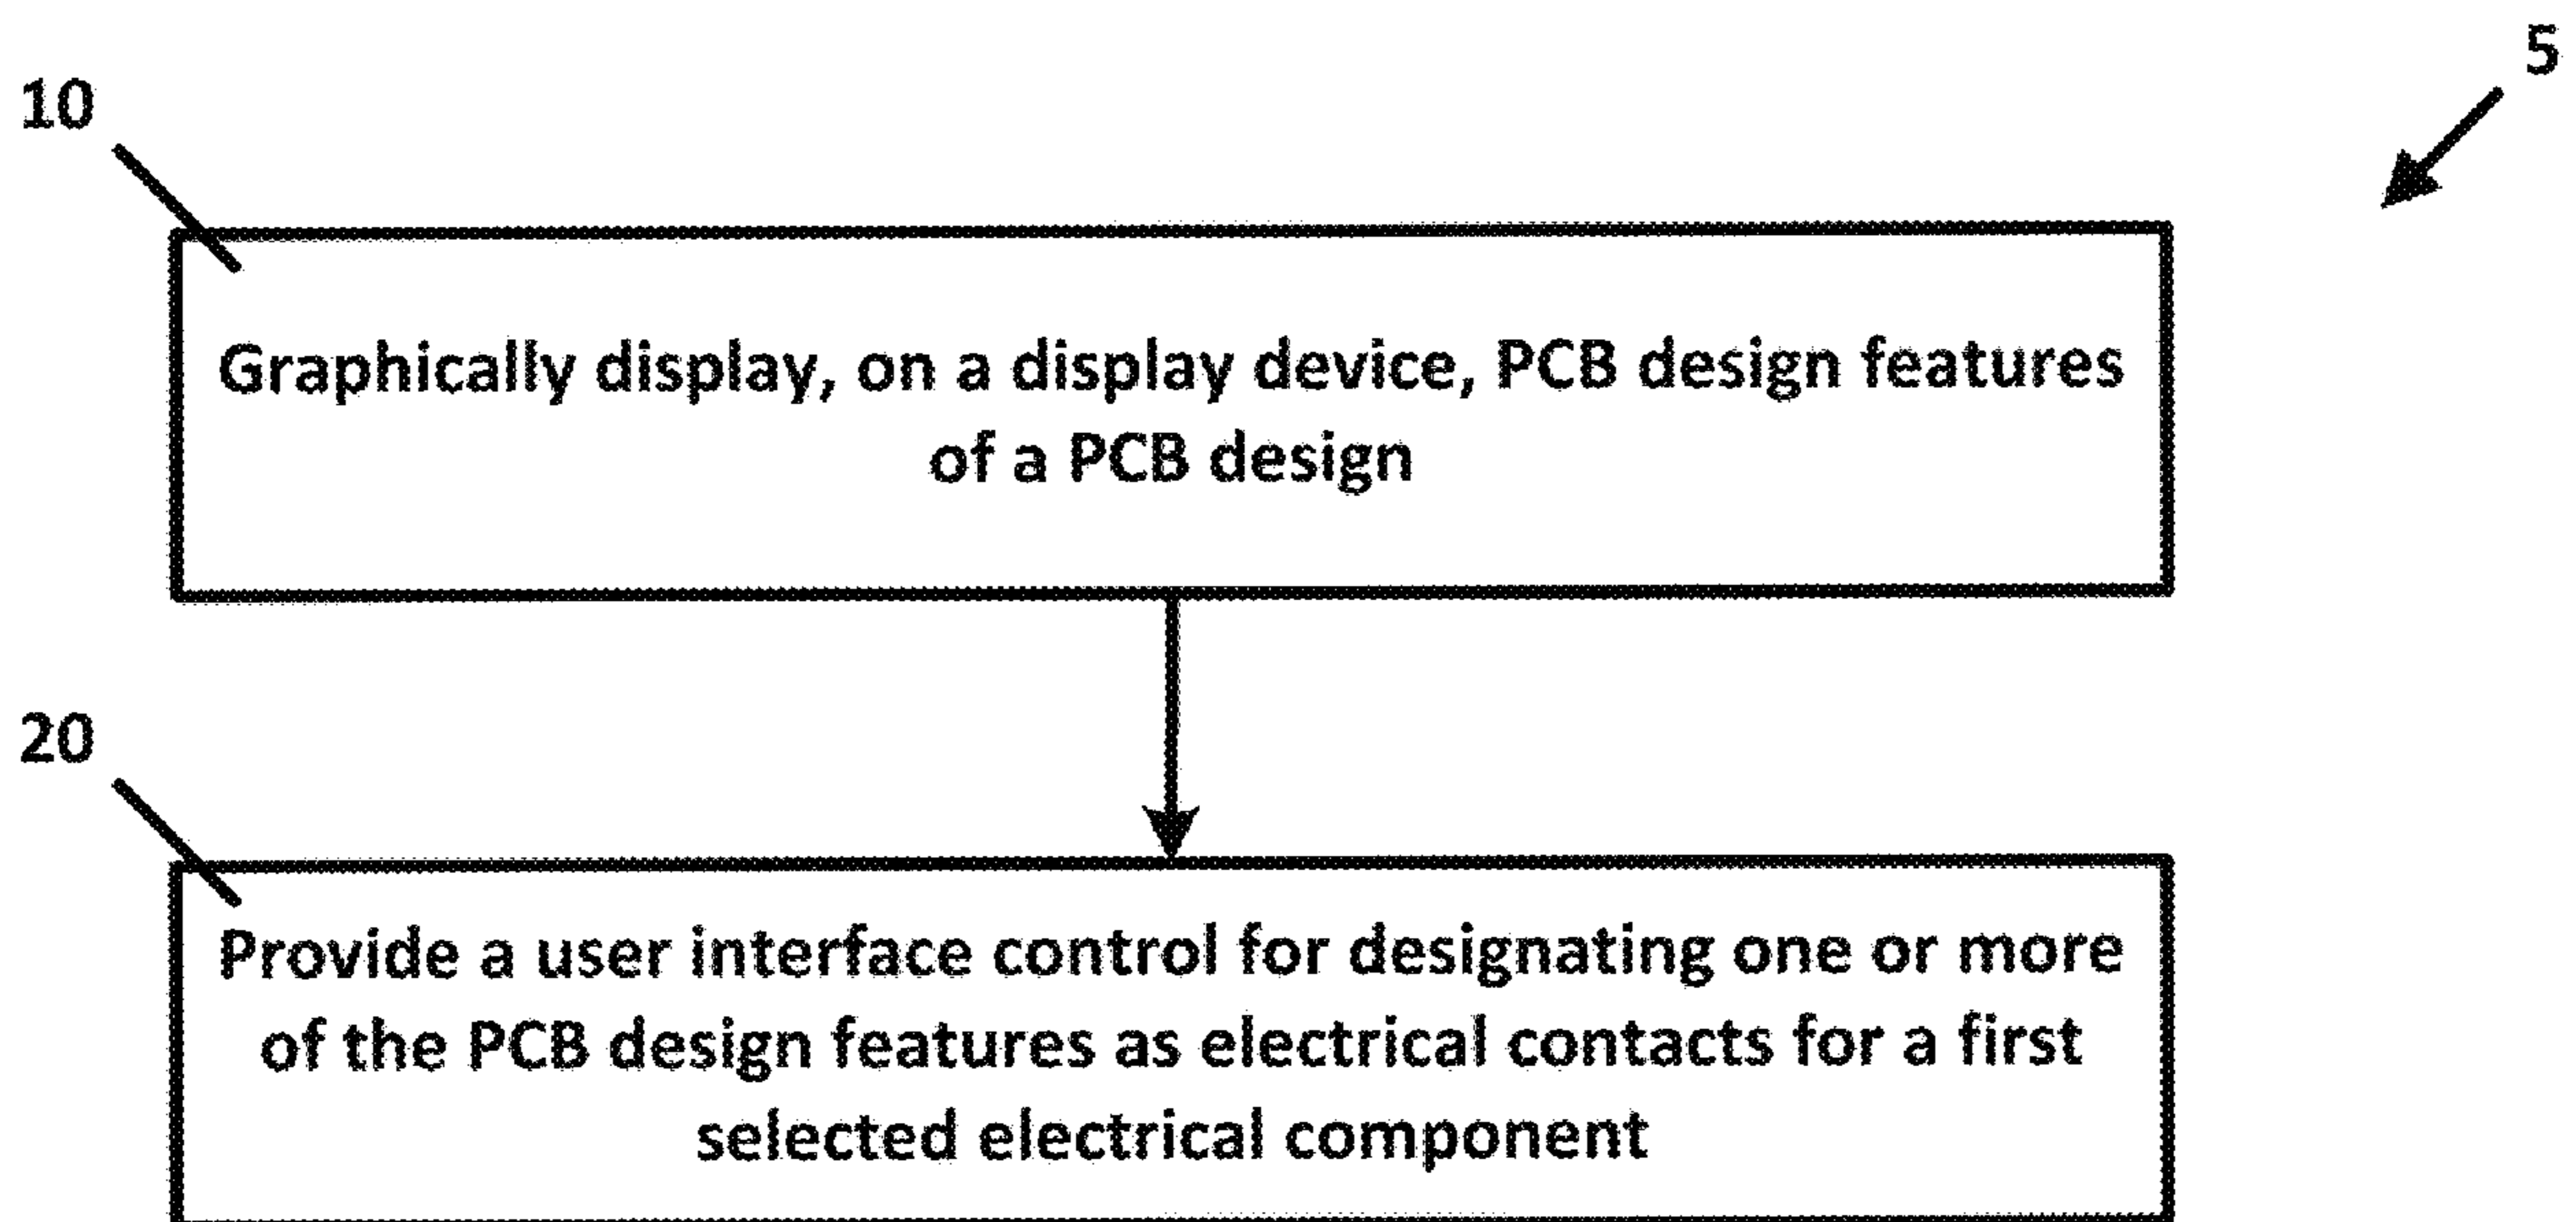 5
10
Graphically display, on a display device, PCB design features
of a PCB design
20
Provide a user interface control for designating one or more
of the PCB design features as electrical contacts for a first
selected electrical component